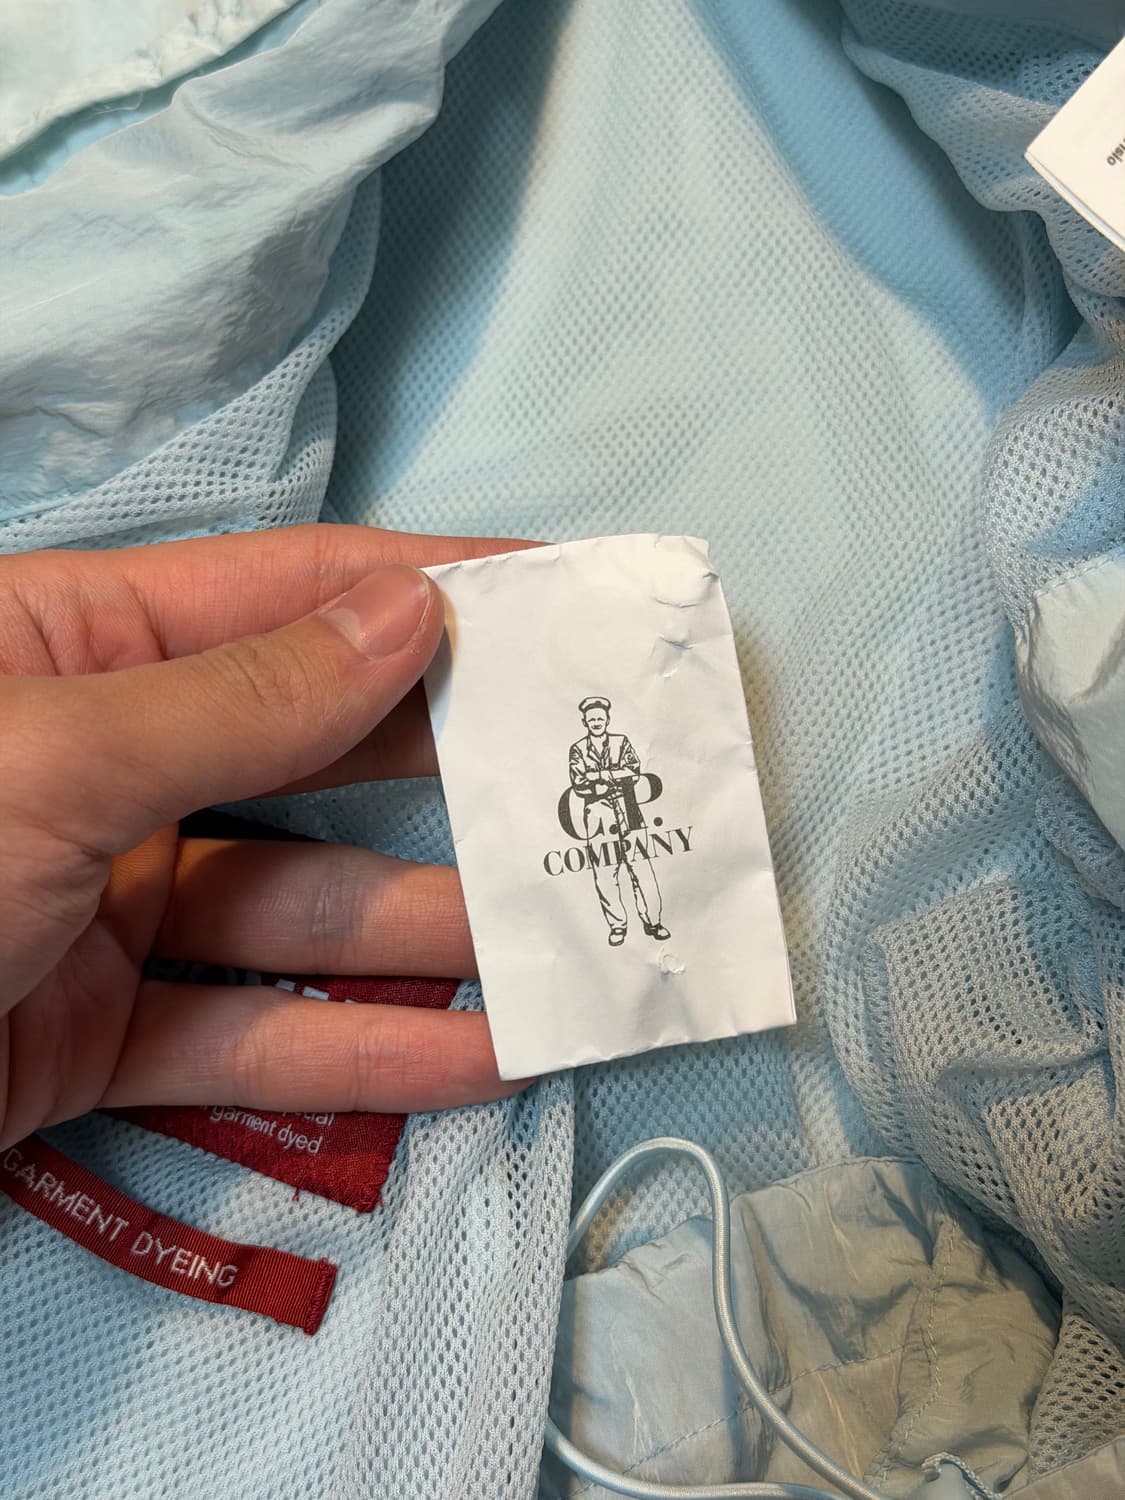 C.P.
COMPANY
garment dyed
GARMENT DYEING